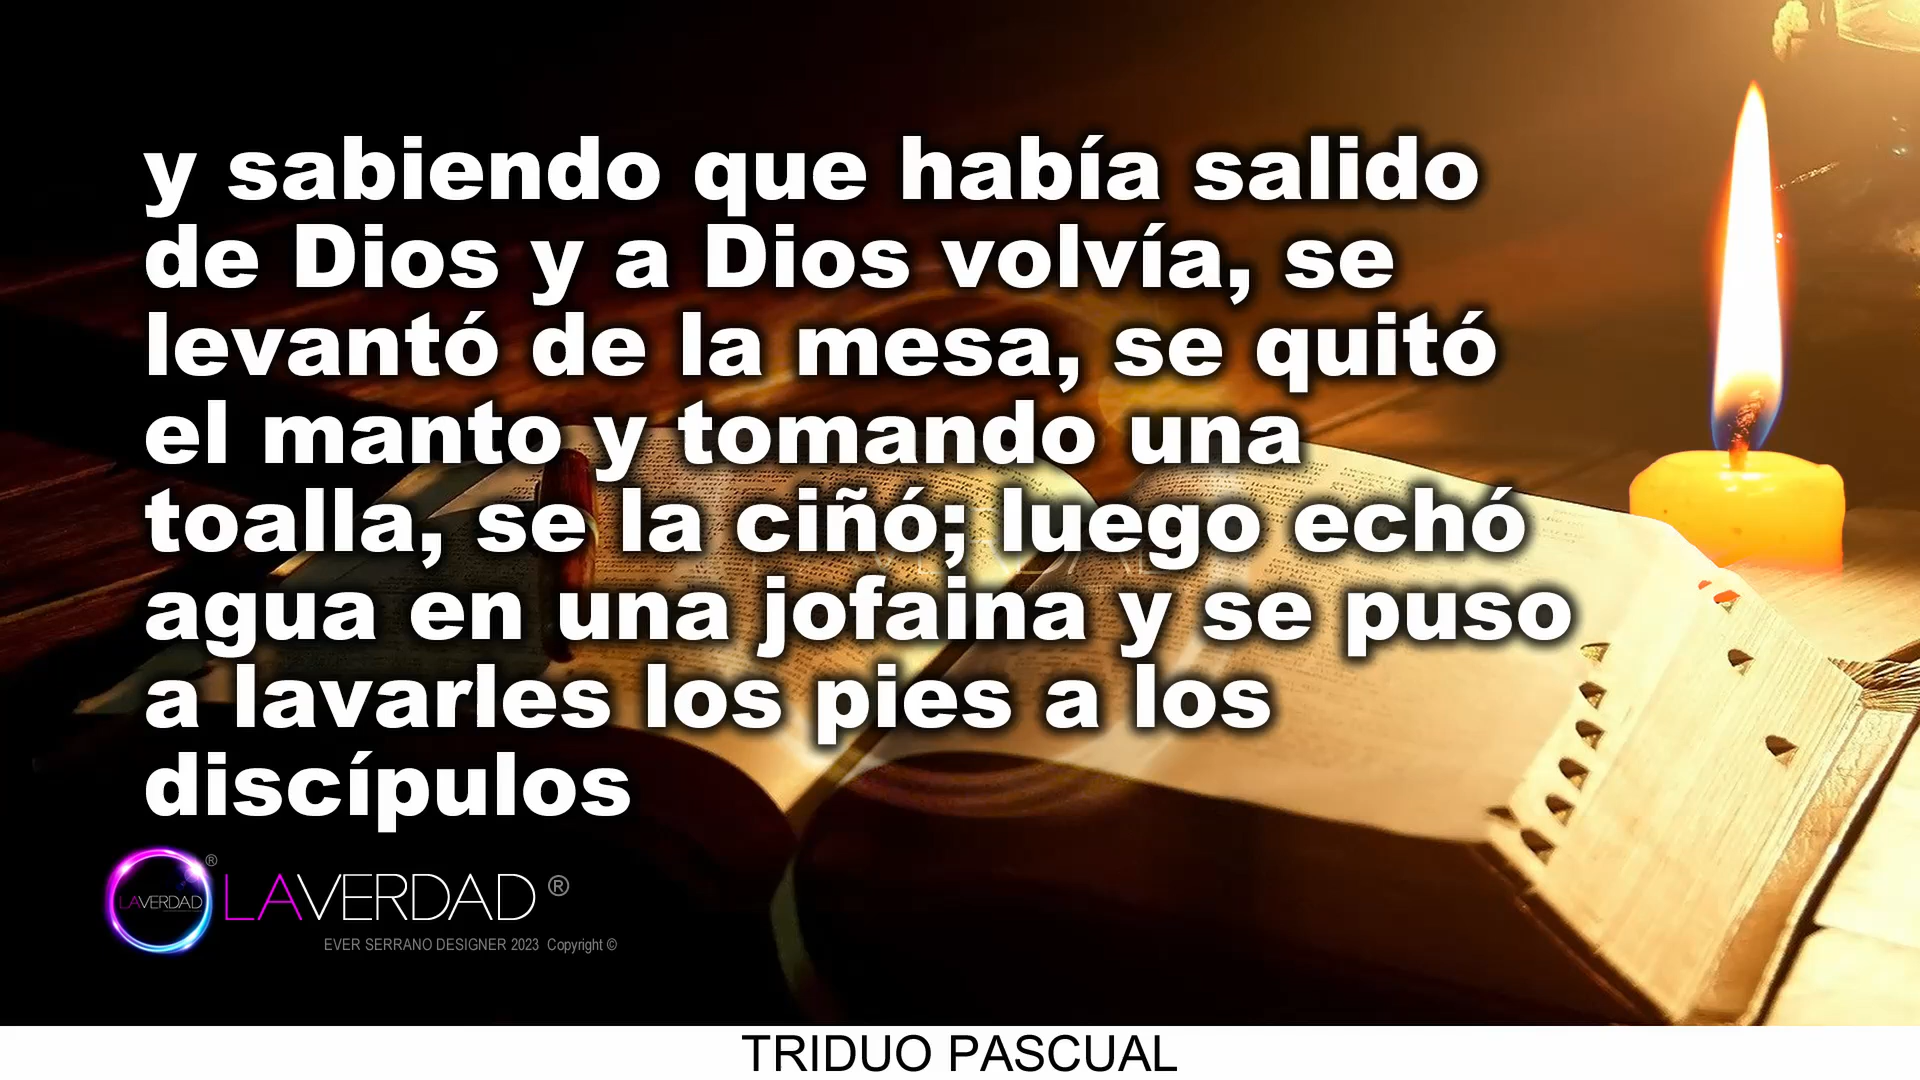 y sabiendo que había salido
de Dios y a Dios volvía, se
levantó de la mesa, se quitó
el manto y tomando una
toalla, se la ciñó; luego echó
agua en una jofaina y se puso
a lavarles los pies a los
discípulos
LAVERDAD ®
LAVERDAD ®
EVER SERRANO DESIGNER 2023 Copyright ©
TRIDUO PASCUAL